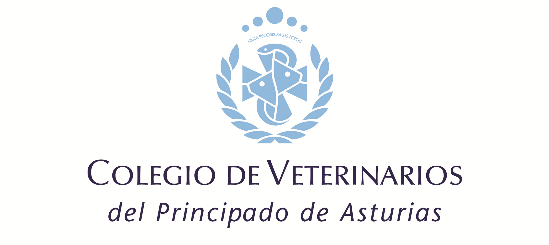 COLEGIO DE VETERINARIOS
del Principado de Asturias